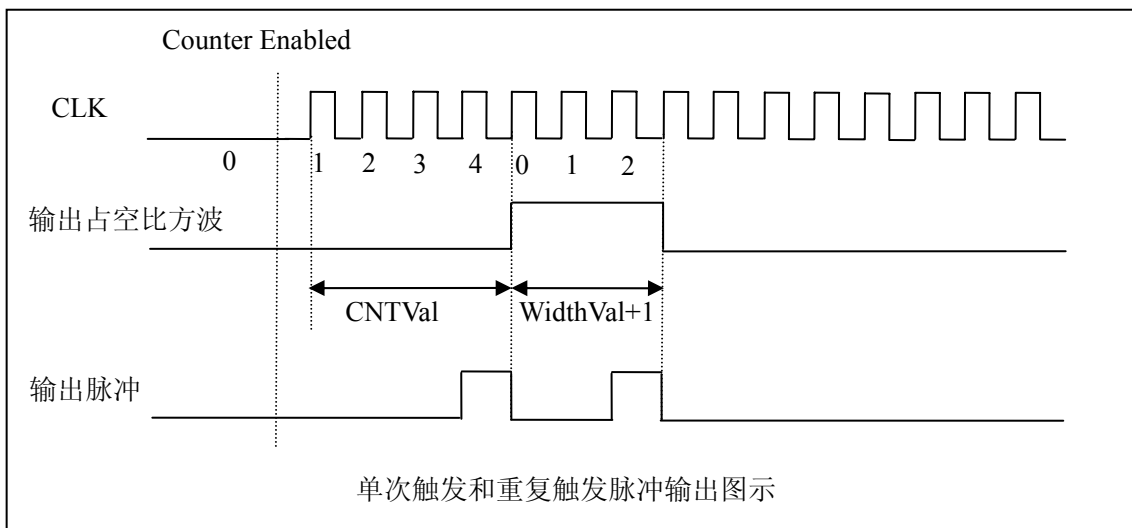 Counter Enabled
CLK
0 1 2 3 4 0 1 2
输出占空比方波
CNTVal WidthVal+1
输出脉冲
单次触发和重复触发脉冲输出图示